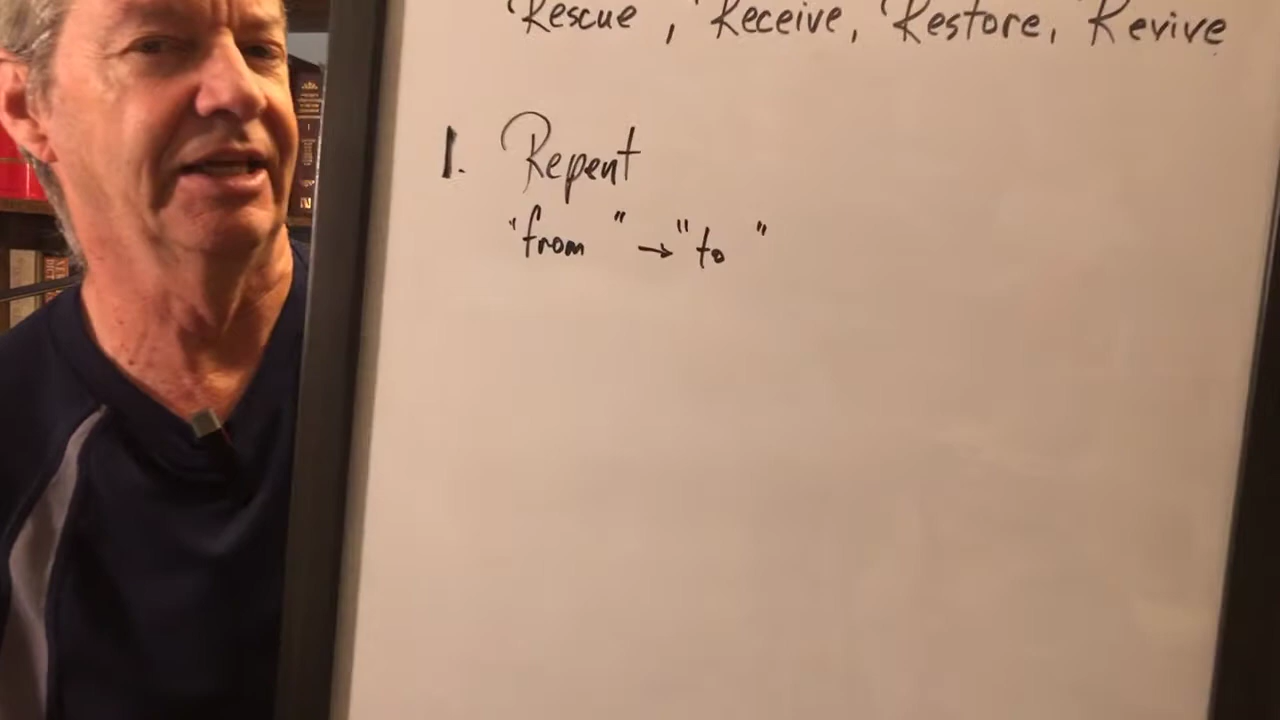 Rescue, Receive, Restore, Revive
1. Repent
"from " → "to "